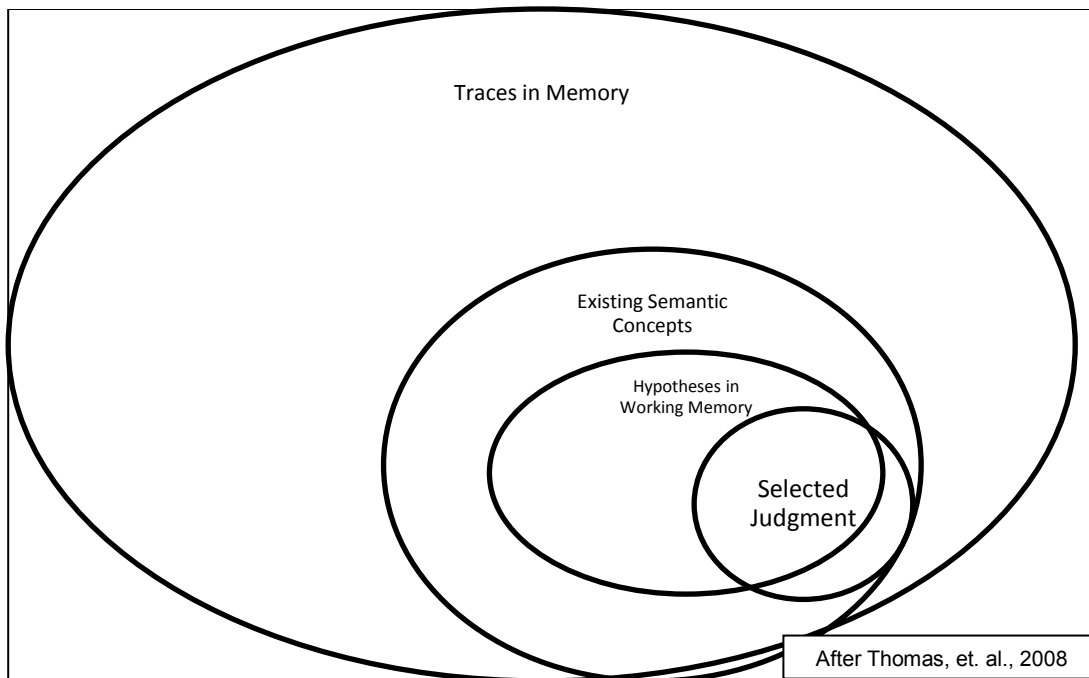 Traces in Memory
Existing Semantic
Concepts
Hypotheses in
Working Memory
Selected
Judgment
After Thomas, et. al., 2008